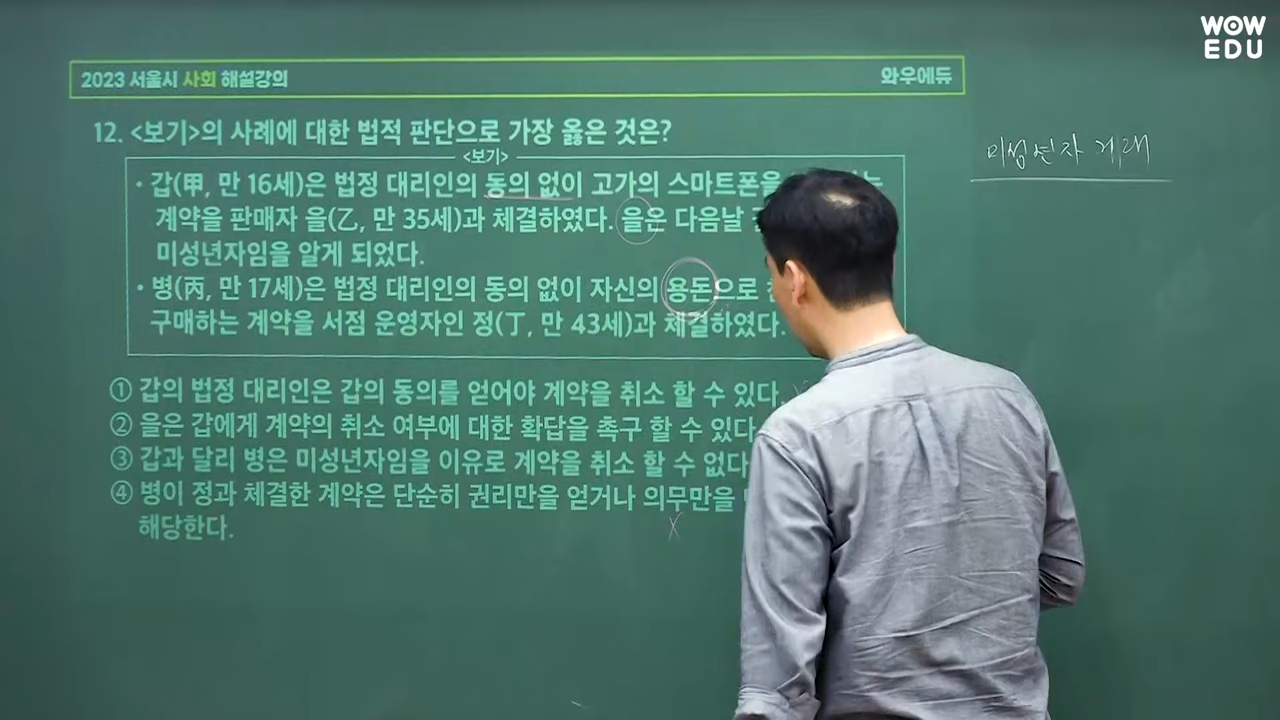 WOW
EDU
2023 서울시 사회 해설강의
와우에듀
미성년자 거래
12. <보기>의 사례에 대한 법적 판단으로 가장 옳은 것은?
<보기>
· 갑(甲, 만 16세)은 법정 대리인의 동의 없이 고가의 스마트폰을
계약을 판매자 을(乙, 만 35세)과 체결하였다. 을은 다음날
미성년자임을 알게 되었다.
· 병(丙, 만 17세)은 법정 대리인의 동의 없이 자신의 용돈으로
구매하는 계약을 서점 운영자인 정(丁, 만 43세)과 체결하였다.
① 갑의 법정 대리인은 갑의 동의를 얻어야 계약을 취소 할 수 있다.
② 을은 갑에게 계약의 취소 여부에 대한 확답을 촉구 할 수 있다
③ 갑과 달리 병은 미성년자임을 이유로 계약을 취소 할 수 없다
④ 병이 정과 체결한 계약은 단순히 권리만을 얻거나 의무만을
X
해당한다.